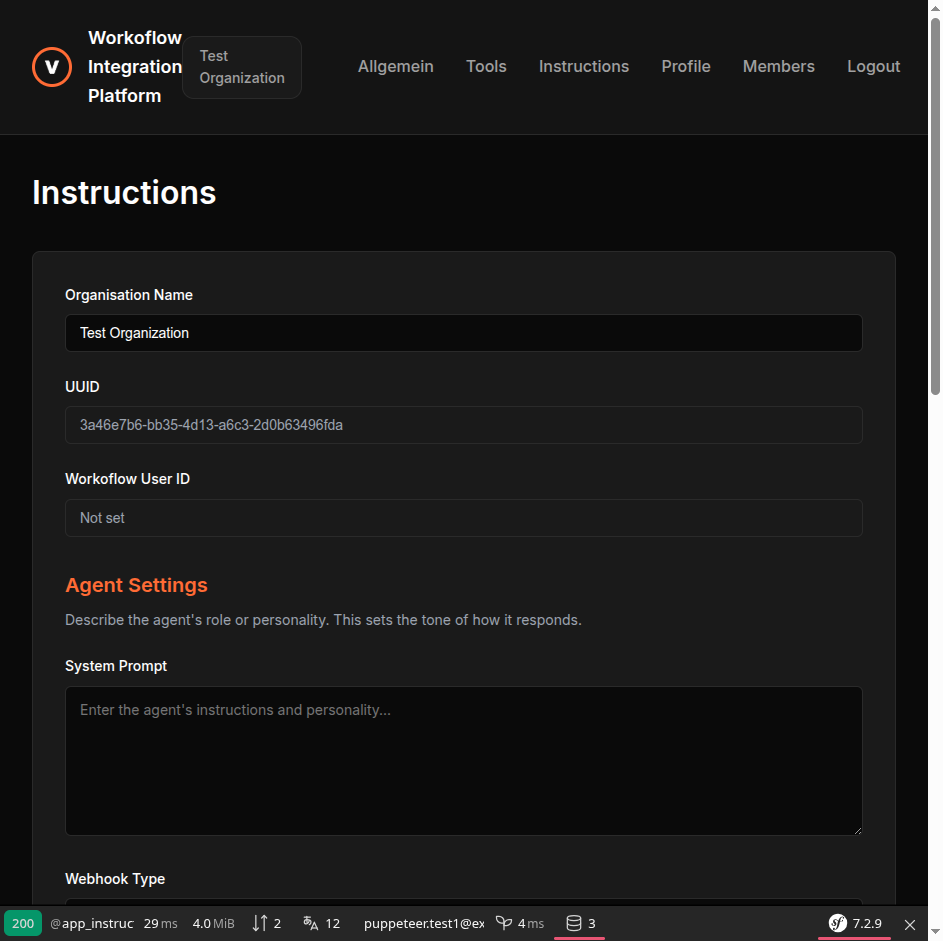 V
Workoflow
Integration
Platform
Test
Organization
Allgemein
Tools
Instructions
Profile
Members
Logout
Instructions
Organisation Name
Test Organization
UUID
3a46e7b6-bb35-4d13-a6c3-2d0b63496fda
Workoflow User ID
Not set
Agent Settings
Describe the agent's role or personality. This sets the tone of how it responds.
System Prompt
Enter the agent's instructions and personality...
Webhook Type
200 @app_instruc 29 ms 4.0 MiB 2 12 puppeteer.test1@ex 4 ms 3 sf 7.2.9